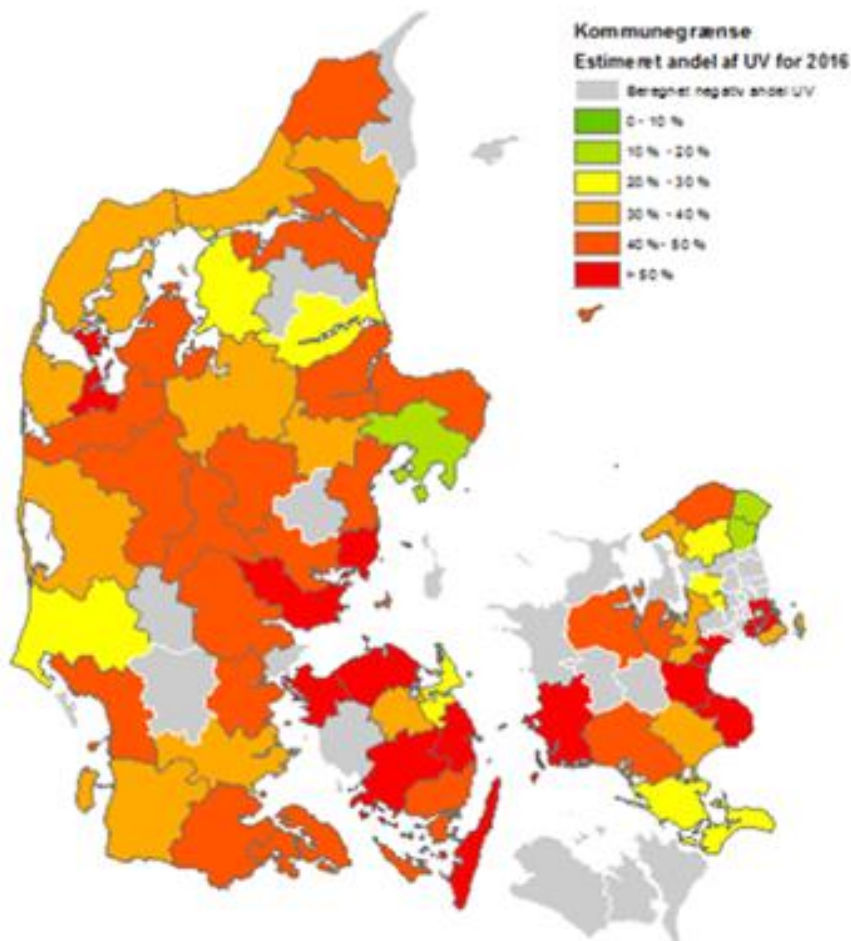 Kommunegrænse
Estimeret andel af UV for 2016
Beregnet negativ andel UV
0 - 10 %
10 % - 20 %
20 % - 30 %
30 % - 40 %
40 % - 50 %
> 50 %